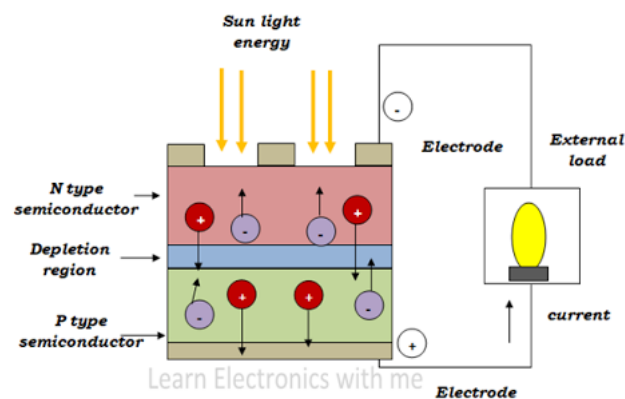 Sun light
energy
-
Electrode
External
load
N type
semiconductor
+
+
-
-
Depletion
region
+
+
-
-
P type
semiconductor
current
+
Learn Electronics with me
Electrode